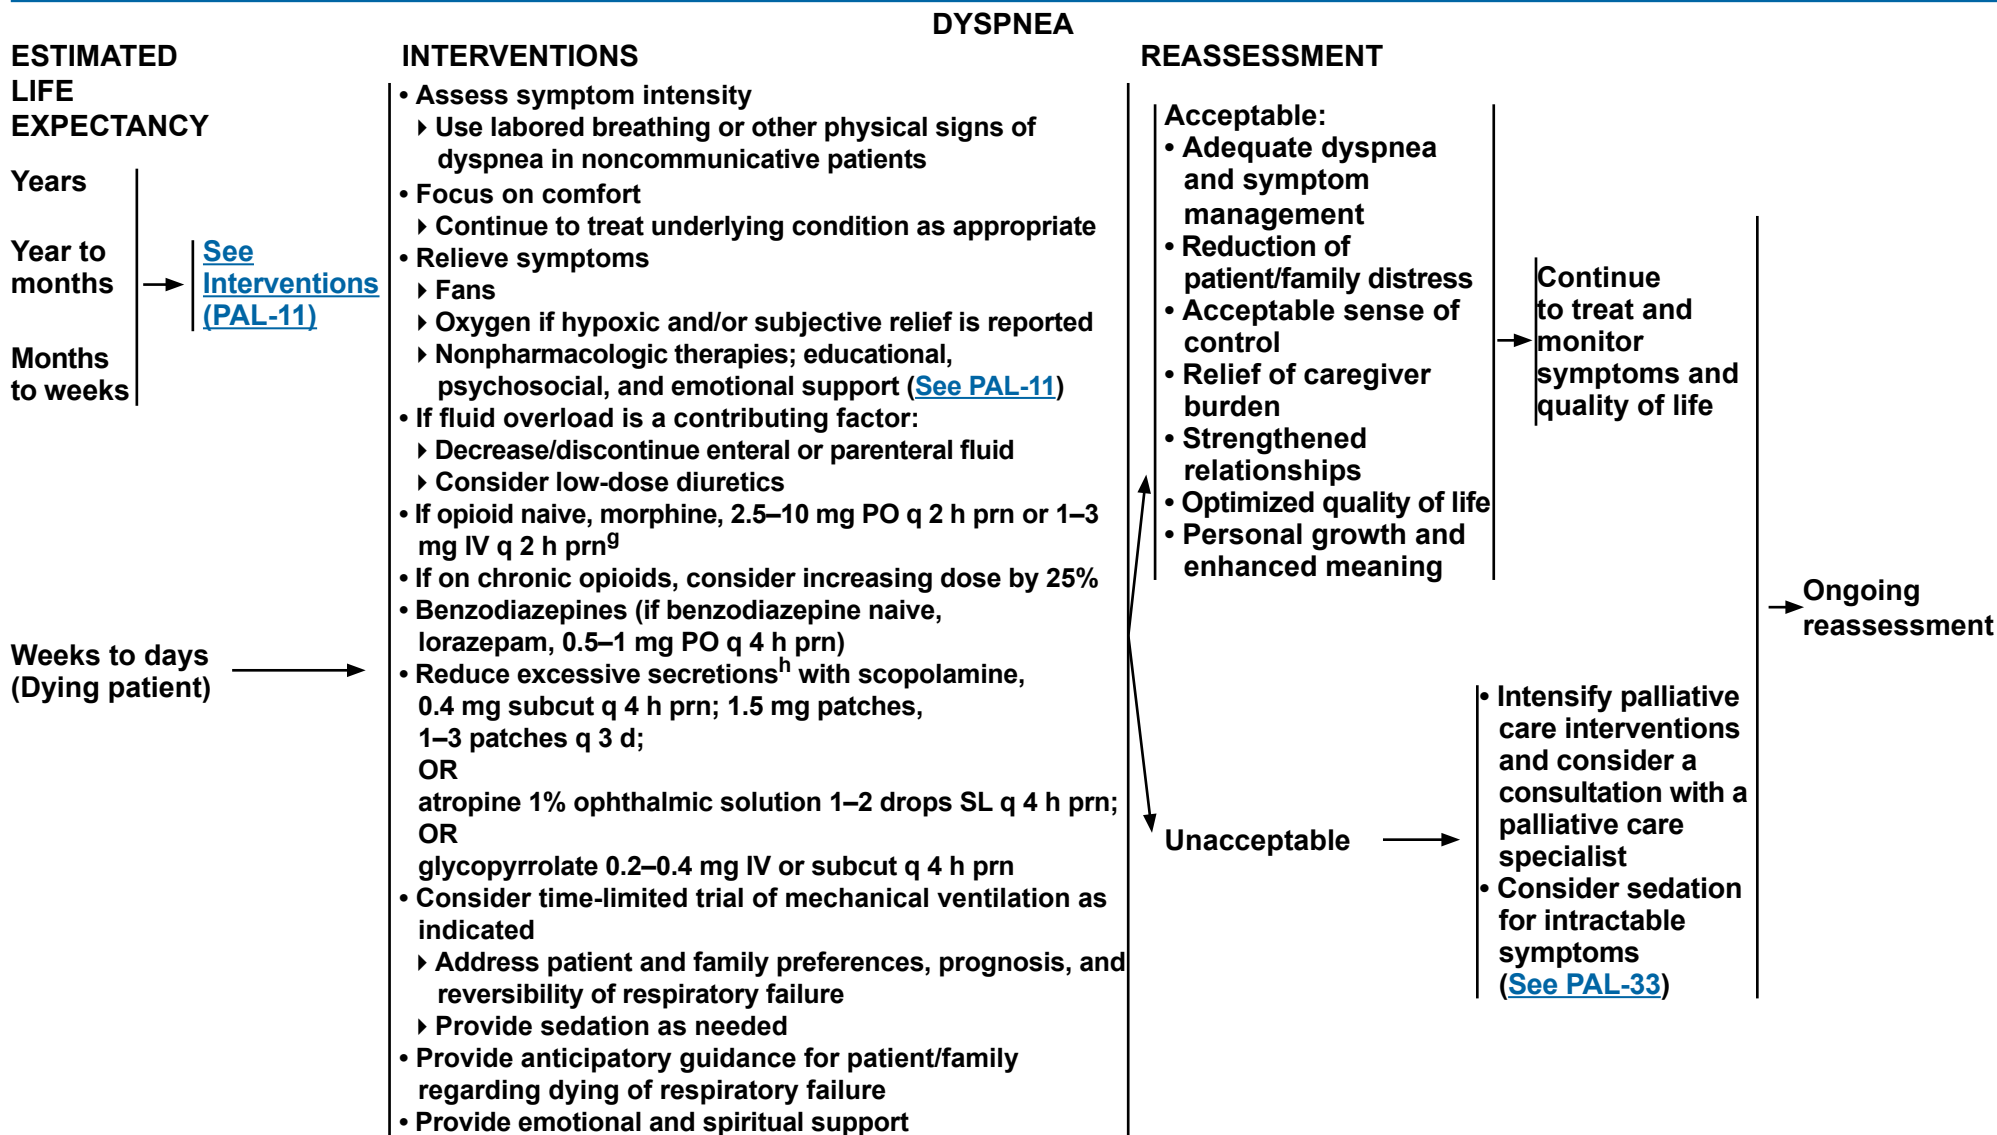 DYSPNEA
ESTIMATED
LIFE
EXPECTANCY
Years
Year to
months
Months
to weeks
See
Interventions
(PAL-11)
Weeks to days
(Dying patient)
INTERVENTIONS
• Assess symptom intensity
▸ Use labored breathing or other physical signs of
dyspnea in noncommunicative patients
• Focus on comfort
▸ Continue to treat underlying condition as appropriate
• Relieve symptoms
▸ Fans
▸ Oxygen if hypoxic and/or subjective relief is reported
▸ Nonpharmacologic therapies; educational,
psychosocial, and emotional support (See PAL-11)
• If fluid overload is a contributing factor:
▸ Decrease/discontinue enteral or parenteral fluid
▸ Consider low-dose diuretics
• If opioid naive, morphine, 2.5–10 mg PO q 2 h prn or 1–3
mg IV q 2 h prng
• If on chronic opioids, consider increasing dose by 25%
• Benzodiazepines (if benzodiazepine naive,
lorazepam, 0.5–1 mg PO q 4 h prn)
• Reduce excessive secretionsh with scopolamine,
0.4 mg subcut q 4 h prn; 1.5 mg patches,
1–3 patches q 3 d;
OR
atropine 1% ophthalmic solution 1–2 drops SL q 4 h prn;
OR
glycopyrrolate 0.2–0.4 mg IV or subcut q 4 h prn
• Consider time-limited trial of mechanical ventilation as
indicated
▸ Address patient and family preferences, prognosis, and
reversibility of respiratory failure
▸ Provide sedation as needed
• Provide anticipatory guidance for patient/family
regarding dying of respiratory failure
• Provide emotional and spiritual support
REASSESSMENT
Acceptable:
• Adequate dyspnea
and symptom
management
• Reduction of
patient/family distress
• Acceptable sense of
control
• Relief of caregiver
burden
• Strengthened
relationships
• Optimized quality of life
• Personal growth and
enhanced meaning
Continue
to treat and
monitor
symptoms and
quality of life
Unacceptable
• Intensify palliative
care interventions
and consider a
consultation with a
palliative care
specialist
• Consider sedation
for intractable
symptoms
(See PAL-33)
Ongoing
reassessment